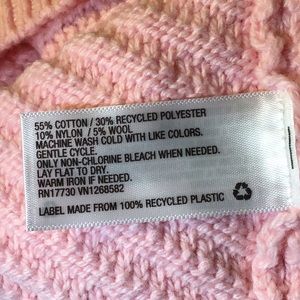 55% COTTON / 30% RECYCLED POLYESTER
10% NYLON / 5% WOOL
MACHINE WASH COLD WITH LIKE COLORS.
GENTLE CYCLE.
ONLY NON-CHLORINE BLEACH WHEN NEEDED.
LAY FLAT TO DRY.
WARM IRON IF NEEDED.
RN17730 VN1268582
LABEL MADE FROM 100% RECYCLED PLASTIC